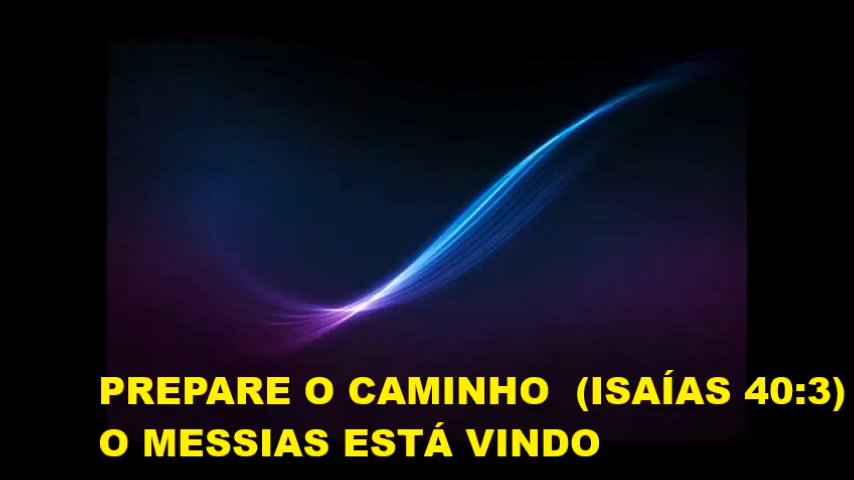 PREPARE O CAMINHO (ISAÍAS 40:3)
O MESSIAS ESTÁ VINDO